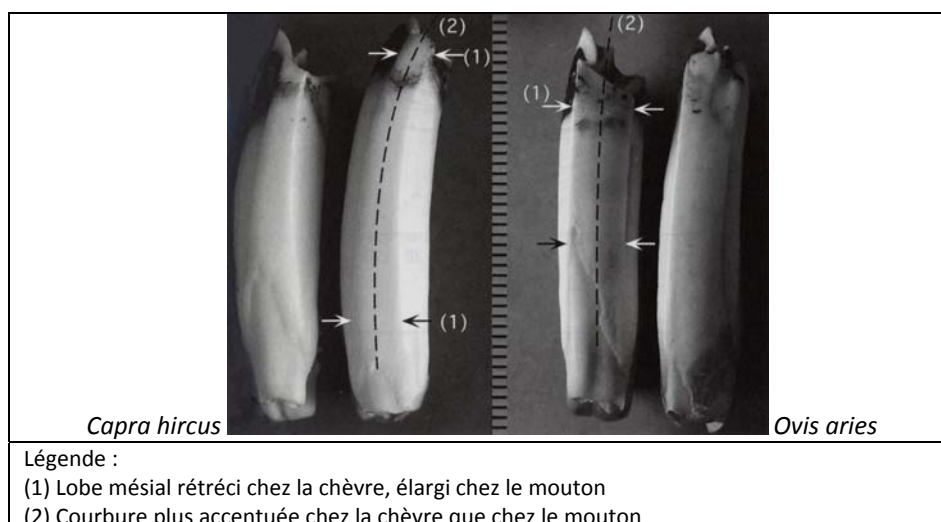 (2)
(1)
(1)
(2)
(1)
Capra hircus
Ovis aries
Légende :
(1) Lobe mésial rétréci chez la chèvre, élargi chez le mouton
(2) Courbure plus accentuée chez la chèvre que chez le mouton